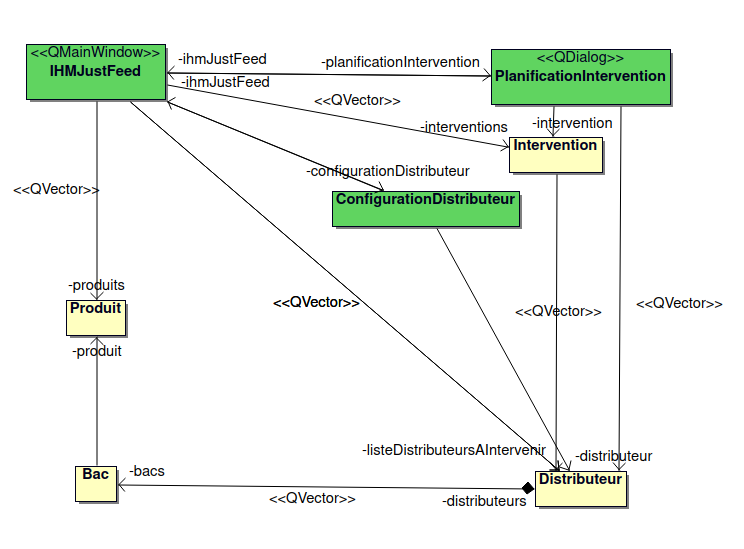 <<QMainWindow>>
IHMJustFeed
-ihmJustFeed
-planificationIntervention
<<QDialog>>
PlanificationIntervention
-ihmJustFeed
<<QVector>>
-interventions
-intervention
Intervention
-configurationDistributeur
<<QVector>>
ConfigurationDistributeur
-produits
Produit
<<QVector>>
<<QVector>>
<<QVector>>
-produit
-listeDistributeursAIntervenir
-distributeur
-bacs
Bac
Distributeur
<<QVector>>
-distributeurs